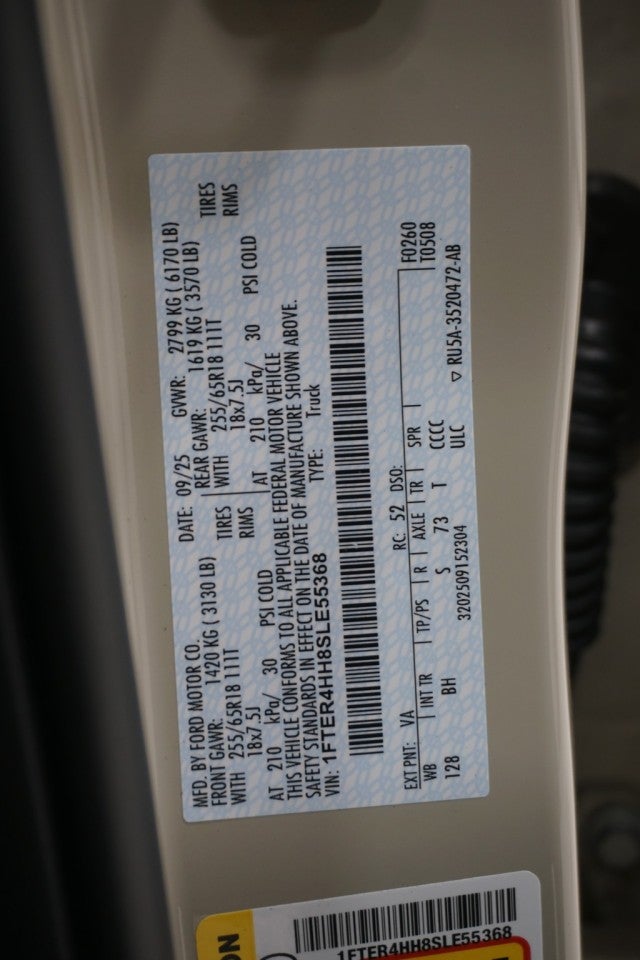 MFD. BY FORD MOTOR CO. DATE: 09/25 GVWR: 2799 KG ( 6170 LB)
FRONT GAWR: 1420 KG ( 3130 LB) REAR GAWR: 1619 KG ( 3570 LB)
WITH 255/65R18 111T TIRES WITH 255/65R18 111T TIRES
18x7.5J RIMS 18x7.5J RIMS
AT 210 kPa/ 30 PSI COLD AT 210 kPa/ 30 PSI COLD
THIS VEHICLE CONFORMS TO ALL APPLICABLE FEDERAL MOTOR VEHICLE
SAFETY STANDARDS IN EFFECT ON THE DATE OF MANUFACTURE SHOWN ABOVE.
VIN: 1FTER4HH8SLE55368 TYPE: Truck
F0260
T0508
EXT PNT: VA RC: 52 DSO:
WB INT TR TP/PS R AXLE TR SPR
128 BH S 73 T CCCC
3202509152304 ULC ▽ RU5A-3520472-AB
ON
1FTER4HH8SLE55368